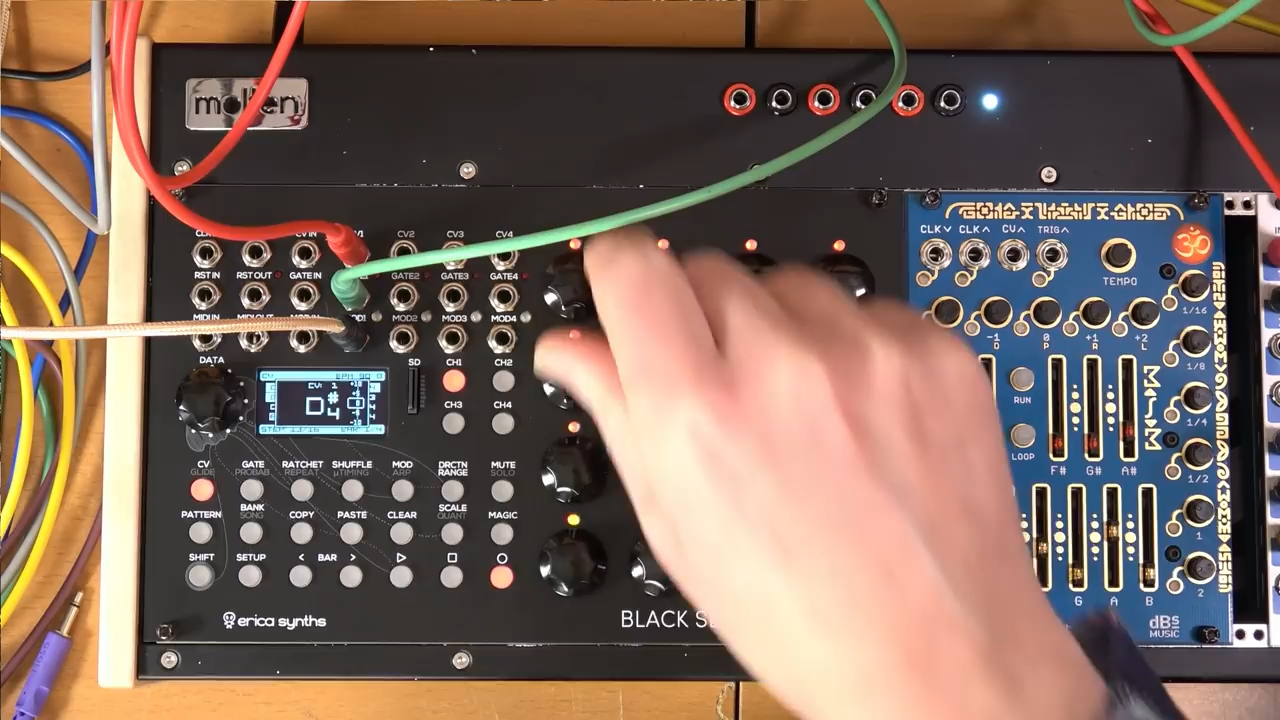 molten
CV IN
CV2
CV3
CV4
RST IN
RST OUT
GATE IN
GATE2
GATE3
GATE4
MIDI IN
MOD2
MOD3
MOD4
DATA
SD
CH1
CH2
CH3
CH4
CV: 1
D#
4
CV
GATE
RATCHET
SHUFFLE
MOD
DRCTN
MUTE
GLIDE
PROBAB
REPEAT
µTIMING
ARP
RANGE
SOLO
PATTERN
BANK
COPY
PASTE
CLEAR
SCALE
MAGIC
SONG
QUANT
SHIFT
SETUP
< BAR >
erica synths
BLACK SE
CLK
CLK
CV
TRIG
TEMPO
-1
0
+1
+2
D
P
R
L
1/16
1/8
1/4
1/2
1
2
RUN
LOOP
F#
G#
A#
G
A
B
dBs
MUSIC